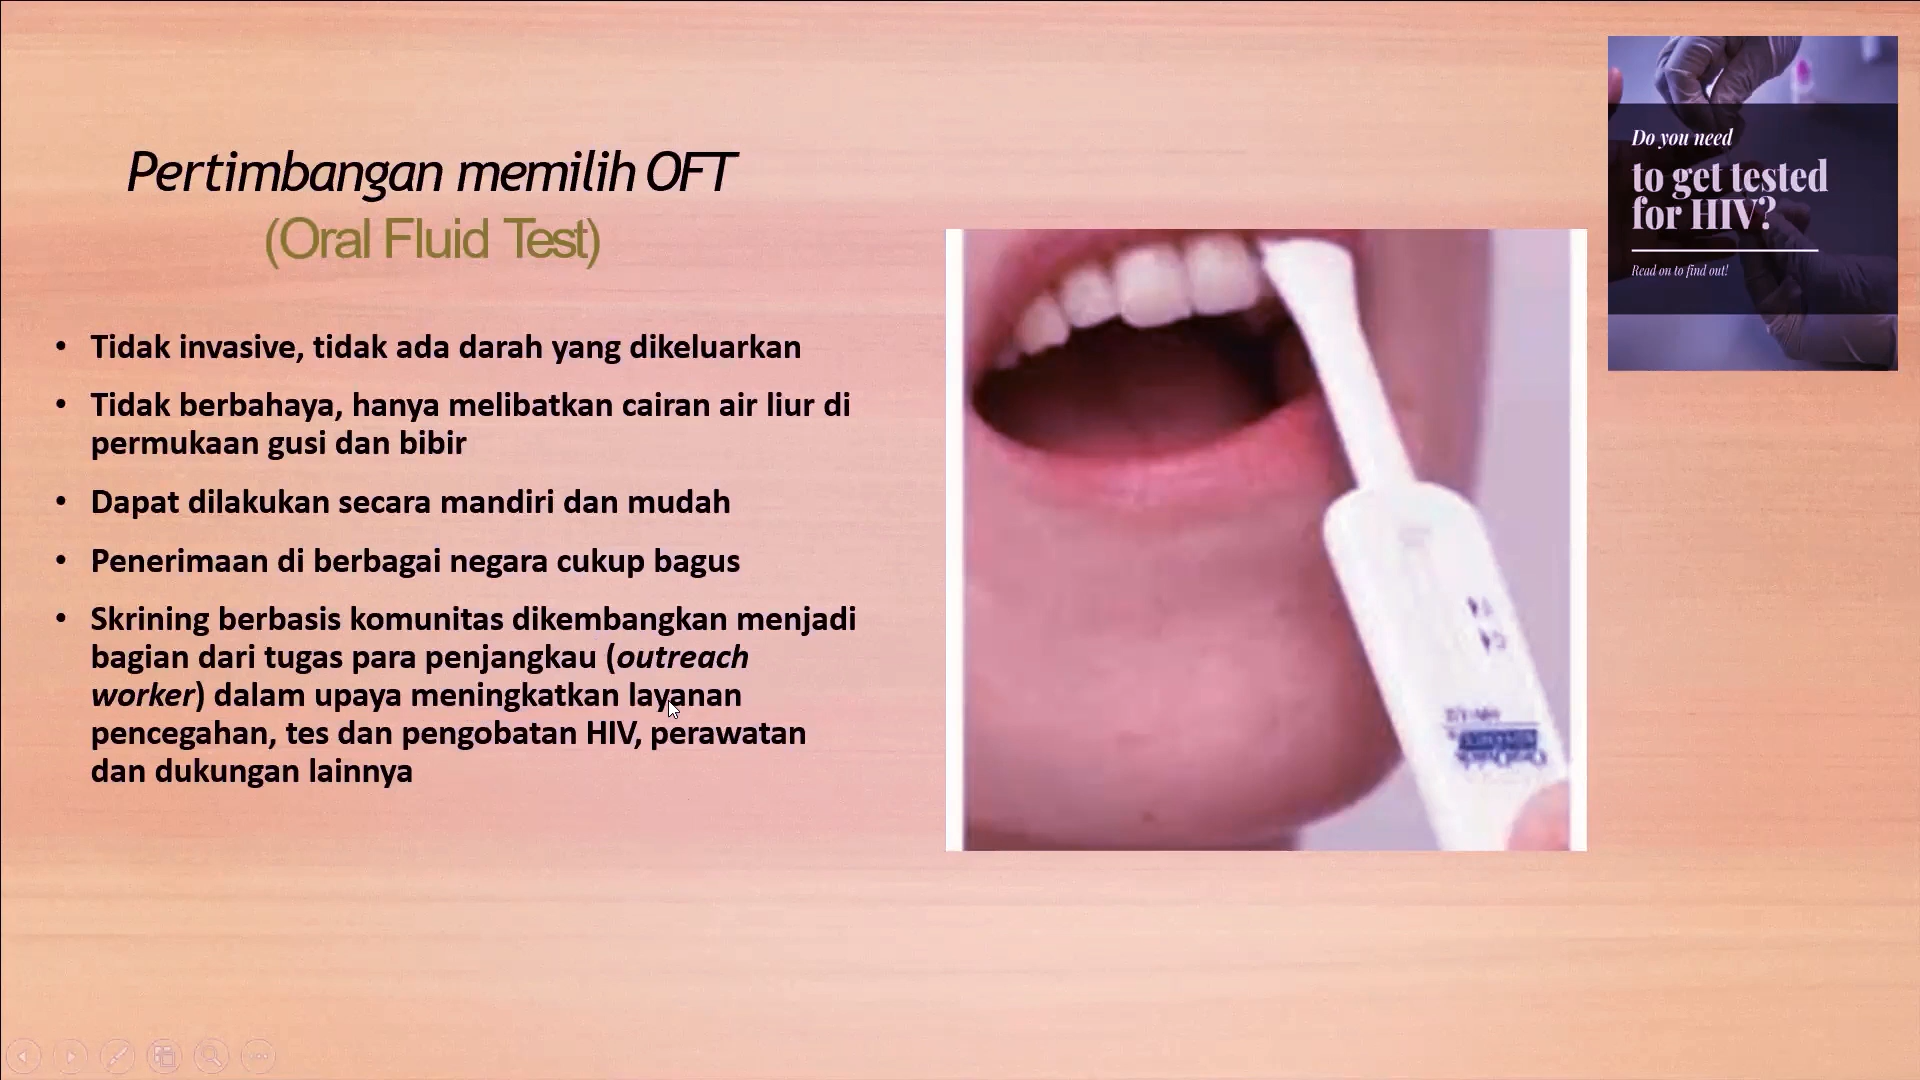 Pertimbangan memilih OFT
(Oral Fluid Test)
• Tidak invasive, tidak ada darah yang dikeluarkan
• Tidak berbahaya, hanya melibatkan cairan air liur di
permukaan gusi dan bibir
• Dapat dilakukan secara mandiri dan mudah
• Penerimaan di berbagai negara cukup bagus
• Skrining berbasis komunitas dikembangkan menjadi
bagian dari tugas para penjangkau (outreach
worker) dalam upaya meningkatkan layanan
pencegahan, tes dan pengobatan HIV, perawatan
dan dukungan lainnya
Do you need
to get tested
for HIV?
Read on to find out!